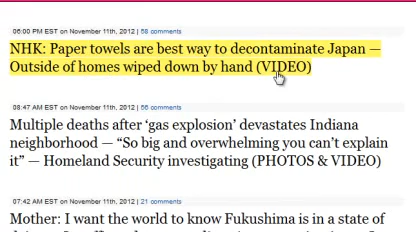 06:00 PM EST on November 11th, 2012 | 58 comments
NHK: Paper towels are best way to decontaminate Japan —
Outside of homes wiped down by hand (VIDEO)
08:47 AM EST on November 11th, 2012 | 56 comments
Multiple deaths after ‘gas explosion’ devastates Indiana
neighborhood — “So big and overwhelming you can’t explain
it” — Homeland Security investigating (PHOTOS & VIDEO)
07:42 AM EST on November 11th, 2012 | 21 comments
Mother: I want the world to know Fukushima is in a state of